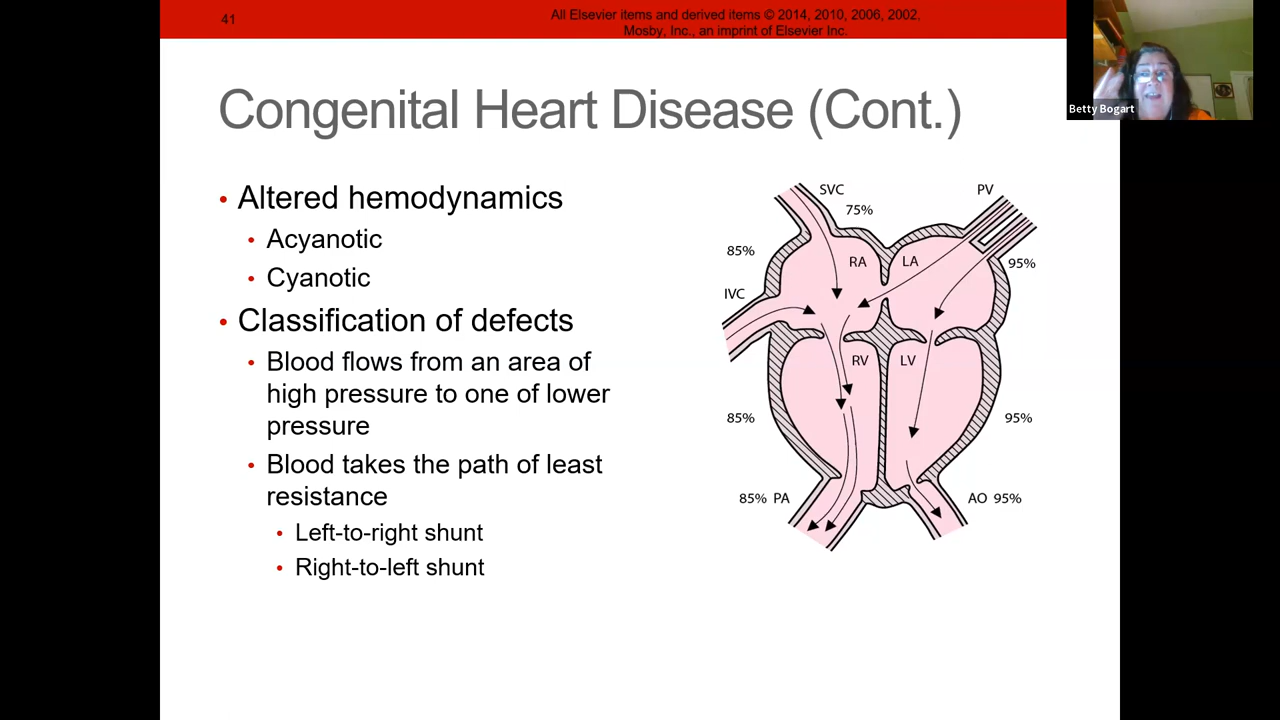 41
All Elsevier items and derived items © 2014, 2010, 2006, 2002,
Mosby, Inc., an imprint of Elsevier Inc.
Betty Bogart
Congenital Heart Disease (Cont.)
• Altered hemodynamics
• Acyanotic
• Cyanotic
• Classification of defects
• Blood flows from an area of
high pressure to one of lower
pressure
• Blood takes the path of least
resistance
• Left-to-right shunt
• Right-to-left shunt
SVC
PV
75%
85%
RA
LA
95%
IVC
RV
LV
85%
95%
85% PA
AO 95%